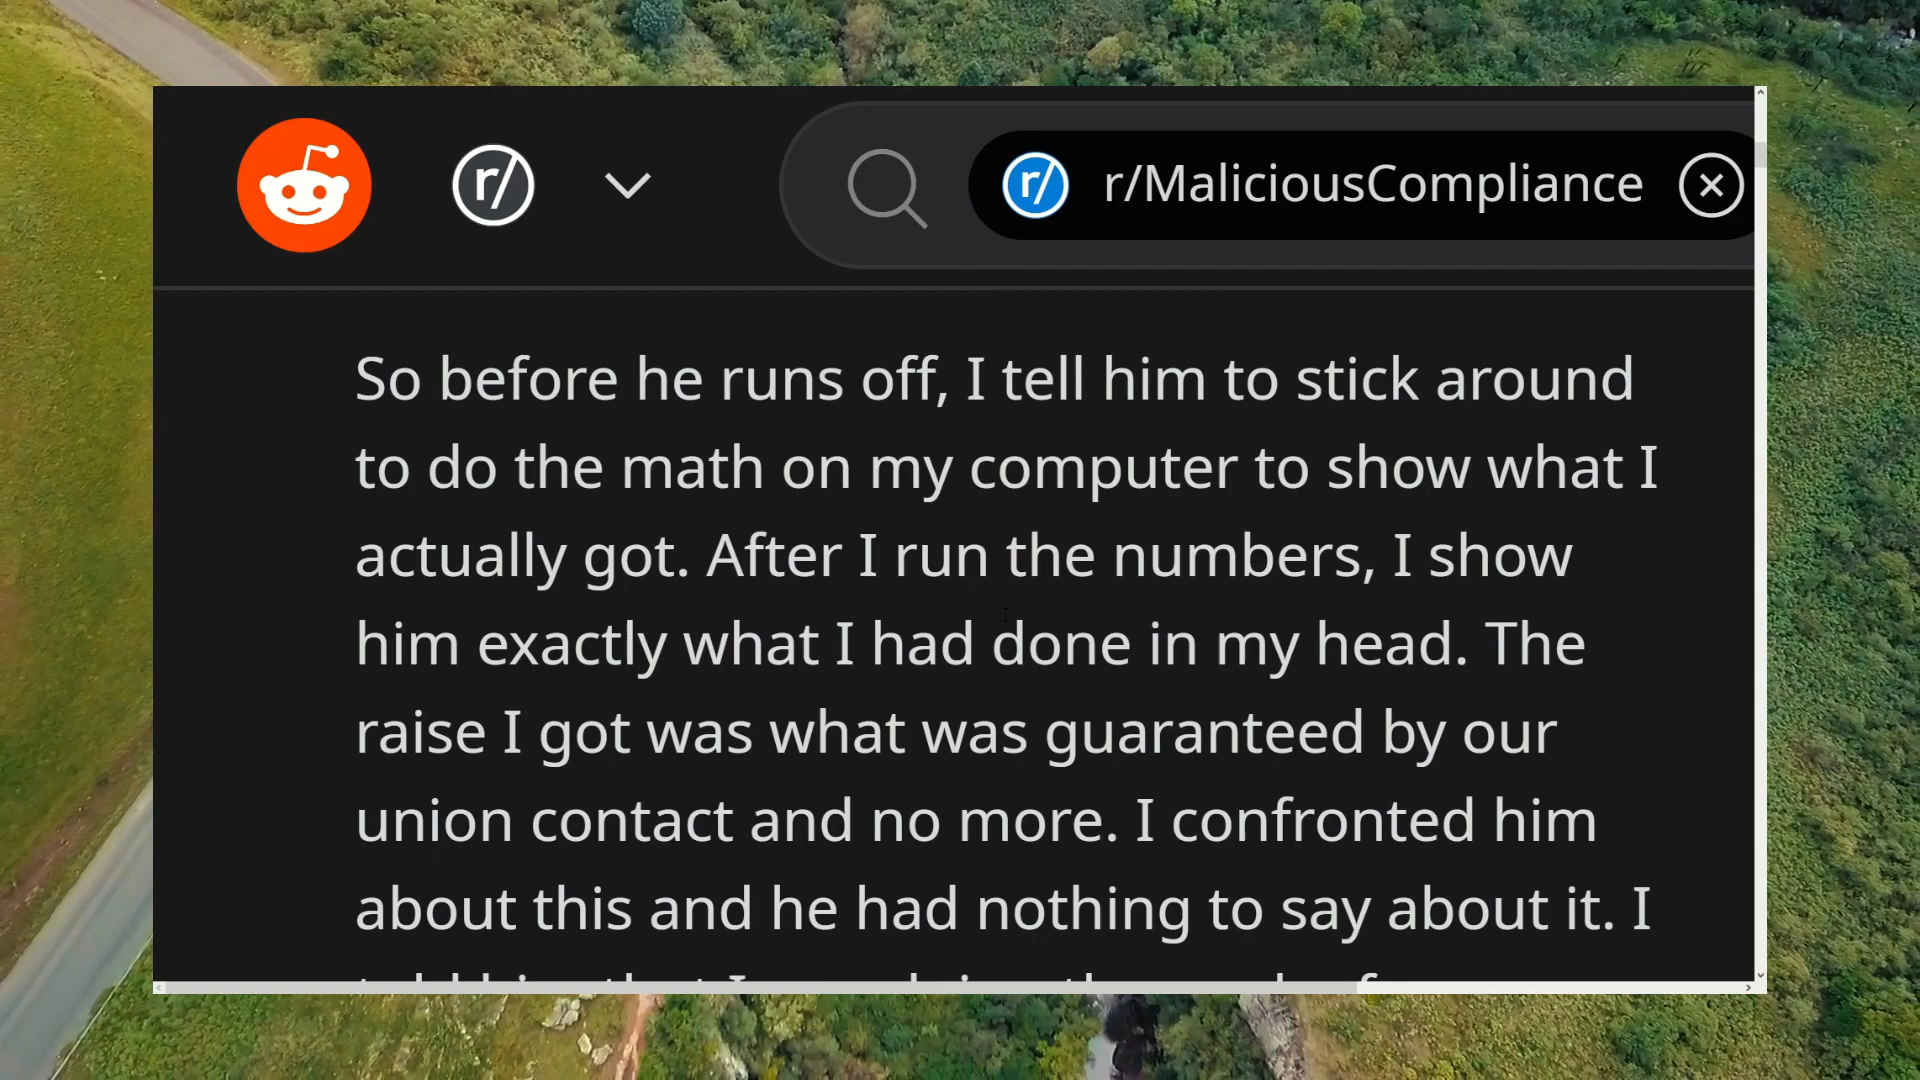 r/ r/ r/MaliciousCompliance
So before he runs off, I tell him to stick around
to do the math on my computer to show what I
actually got. After I run the numbers, I show
him exactly what I had done in my head. The
raise I got was what was guaranteed by our
union contact and no more. I confronted him
about this and he had nothing to say about it. I